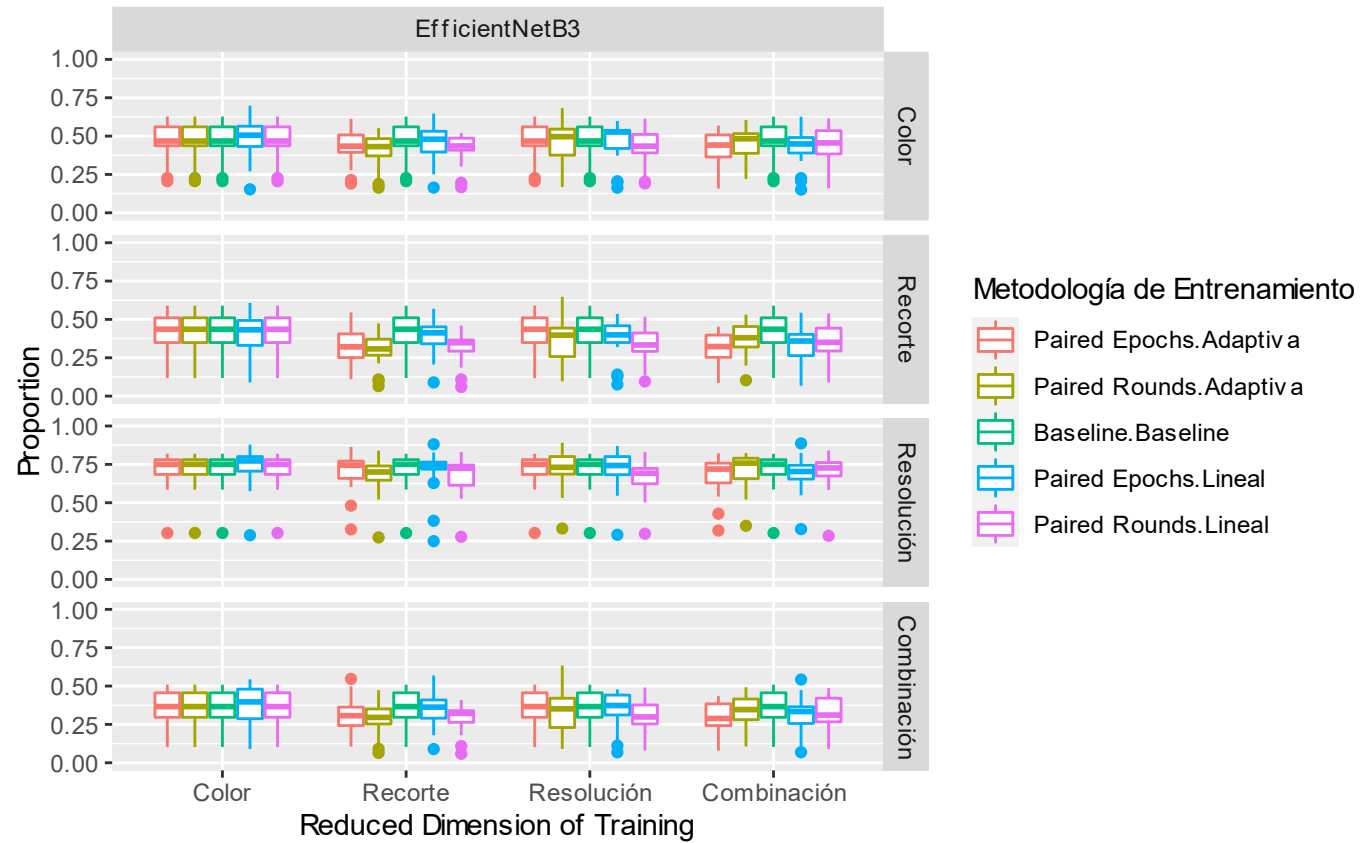 EfficientNetB3
1.00
0.75
0.50
0.25
0.00
Color
1.00
0.75
0.50
0.25
0.00
Recorte
1.00
0.75
0.50
0.25
0.00
Resolución
1.00
0.75
0.50
0.25
0.00
Combinación
Proportion
Color Recorte Resolución Combinación
Reduced Dimension of Training
Metodología de Entrenamiento
Paired Epochs.Adaptiva
Paired Rounds.Adaptiva
Baseline.Baseline
Paired Epochs.Lineal
Paired Rounds.Lineal